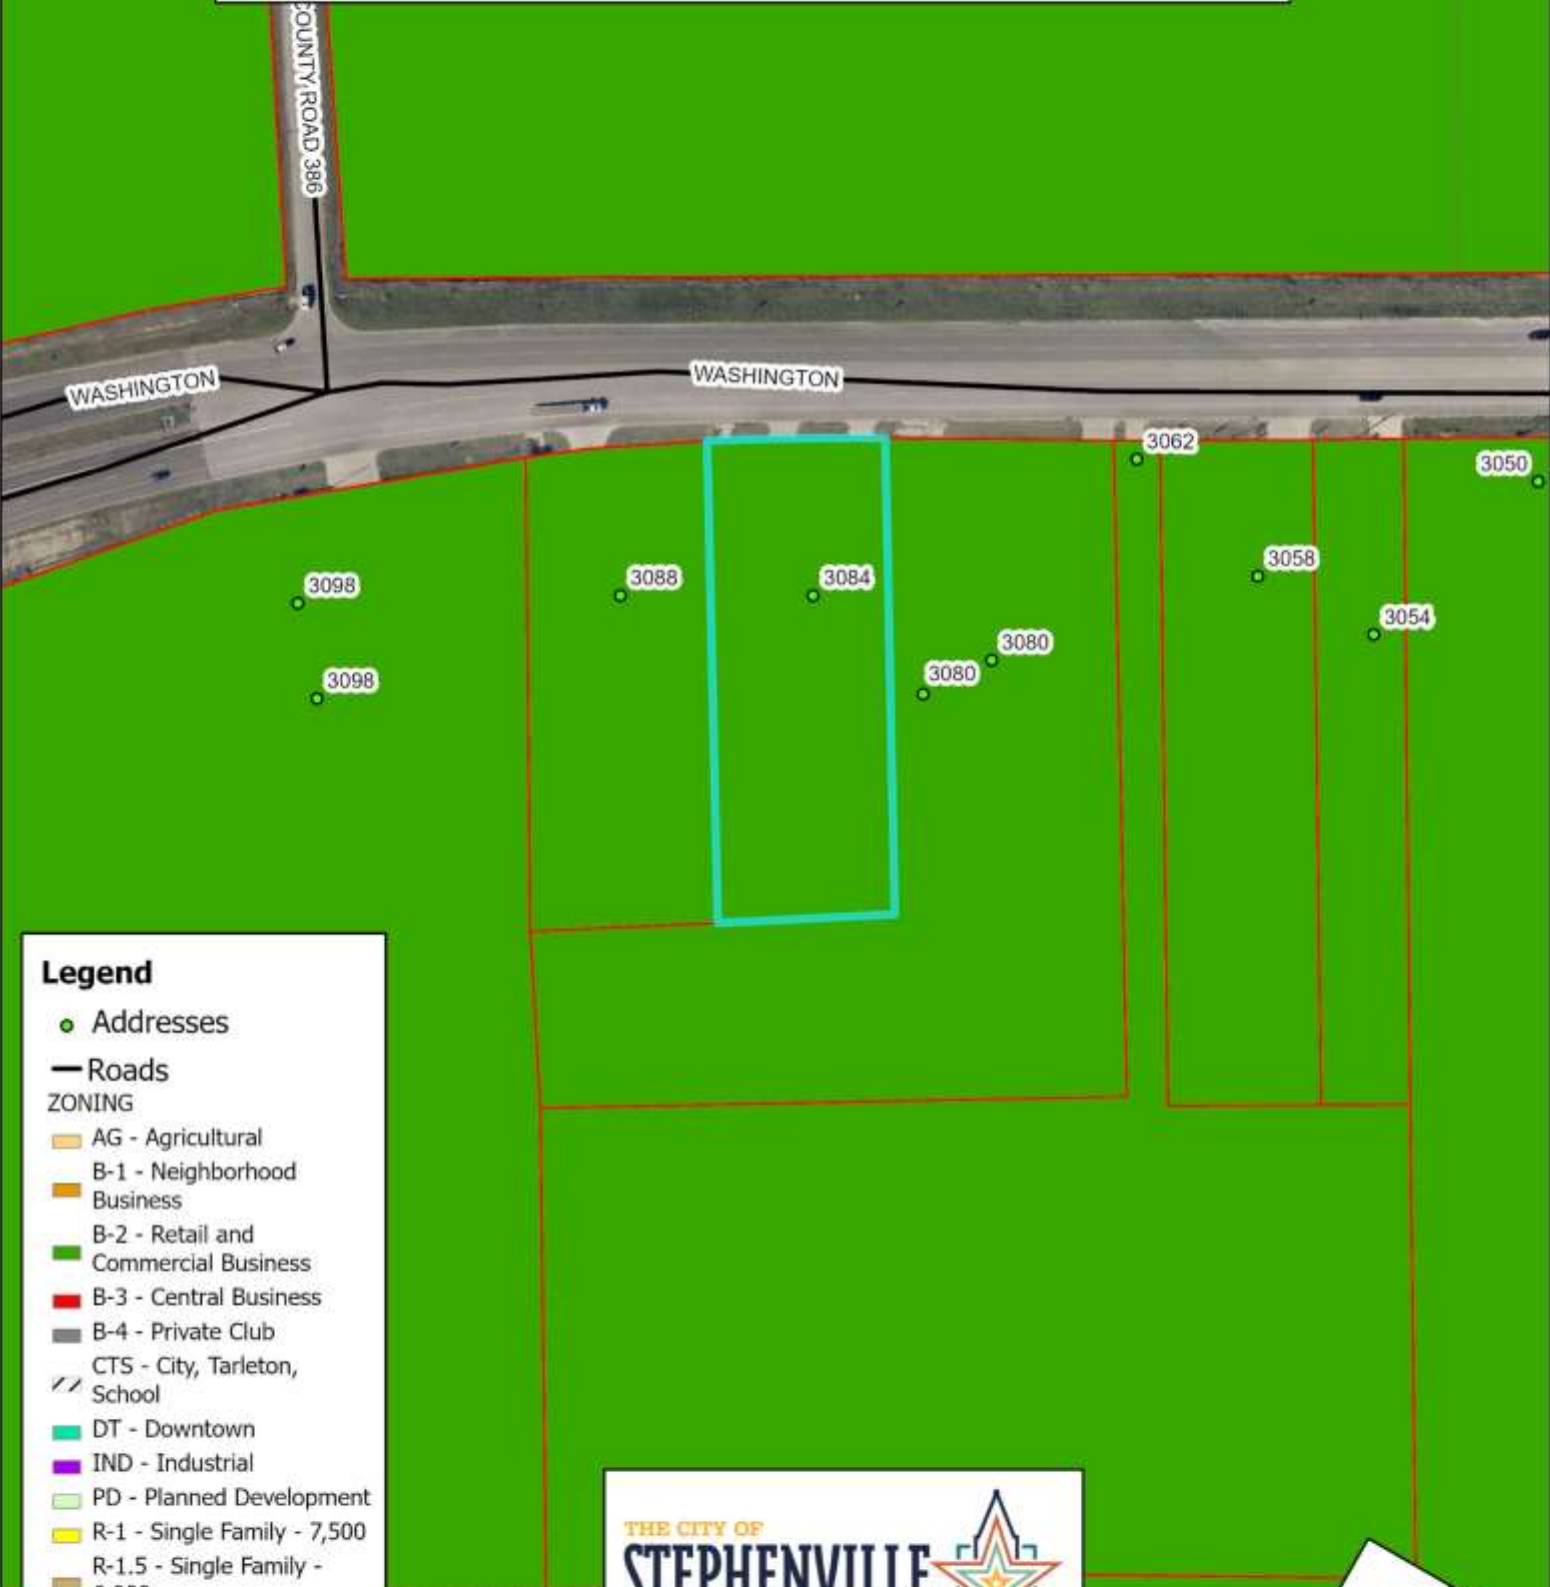 COUNTY ROAD 386
WASHINGTON
WASHINGTON
3062
3050
3058
3098
3088
3084
3054
3080
3080
3098
Legend
Addresses
Roads
ZONING
AG - Agricultural
B-1 - Neighborhood
Business
B-2 - Retail and
Commercial Business
B-3 - Central Business
B-4 - Private Club
CTS - City, Tarleton,
School
DT - Downtown
IND - Industrial
PD - Planned Development
R-1 - Single Family - 7,500
R-1.5 - Single Family -
THE CITY OF
STEPHENVILLE